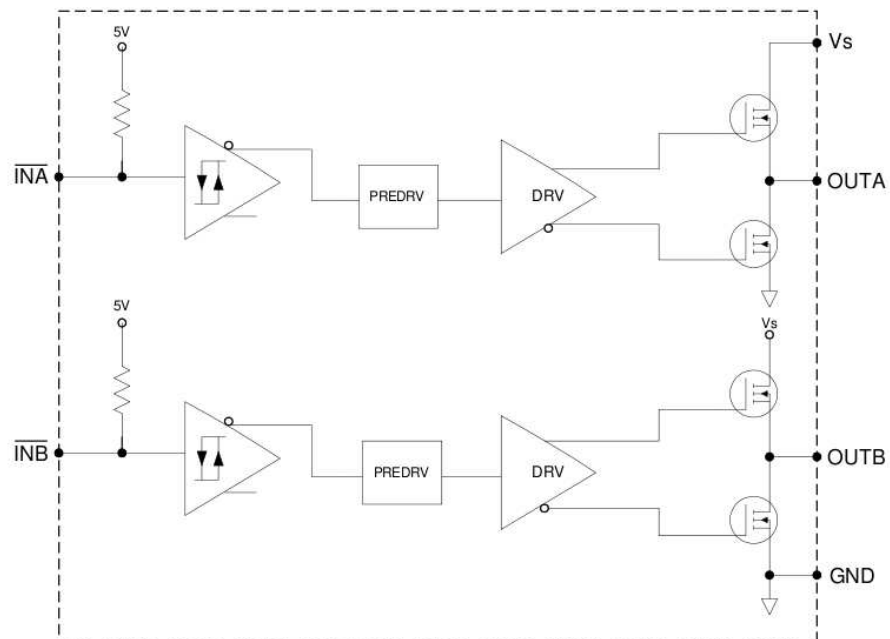 5V
Vs
INA
PREDRV
DRV
OUTA
5V
Vs
INB
PREDRV
DRV
OUTB
GND